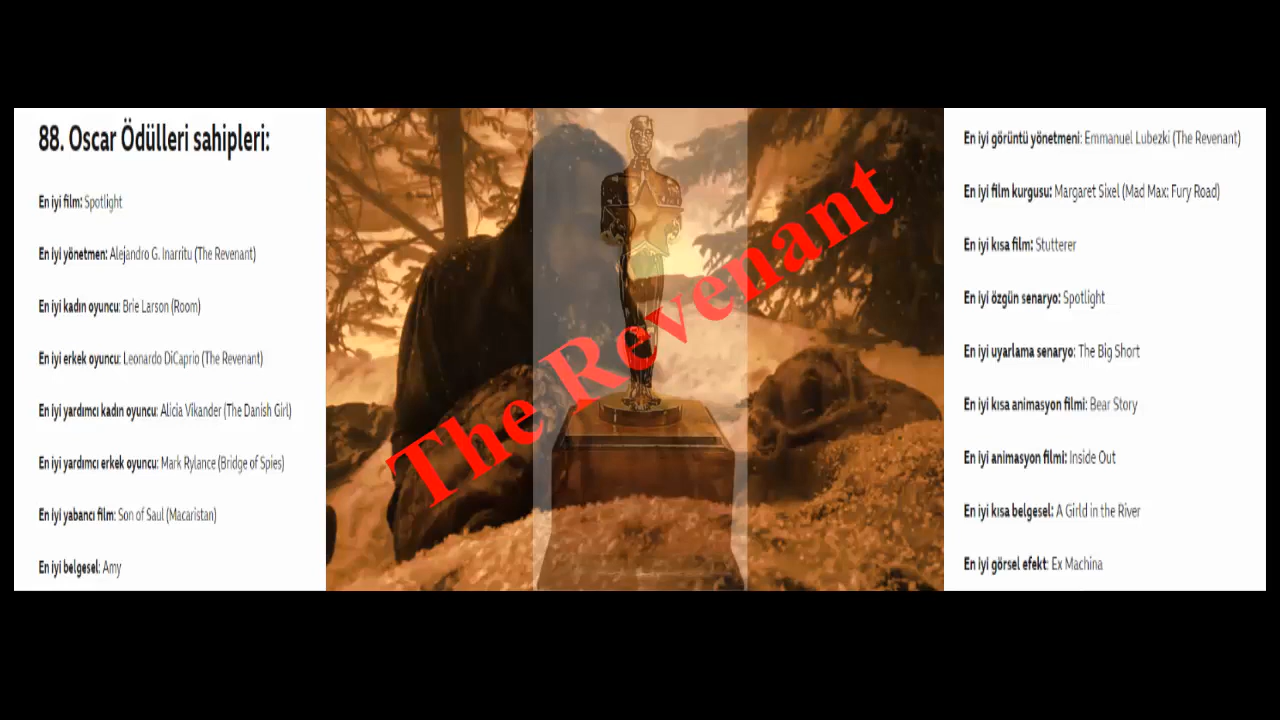 88. Oscar Ödülleri sahipleri:
En iyi film: Spotlight
En iyi yönetmen: Alejandro G. Inarritu (The Revenant)
En iyi kadın oyuncu: Brie Larson (Room)
En iyi erkek oyuncu: Leonardo DiCaprio (The Revenant)
En iyi yardımcı kadın oyuncu: Alicia Vikander (The Danish Girl)
En iyi yardımcı erkek oyuncu: Mark Rylance (Bridge of Spies)
En iyi yabancı film: Son of Saul (Macaristan)
En iyi belgesel: Amy
The Revenant
En iyi görüntü yönetmeni: Emmanuel Lubezki (The Revenant)
En iyi film kurgusu: Margaret Sixel (Mad Max: Fury Road)
En iyi kısa film: Stutterer
En iyi özgün senaryo: Spotlight
En iyi uyarlama senaryo: The Big Short
En iyi kısa animasyon filmi: Bear Story
En iyi animasyon filmi: Inside Out
En iyi kısa belgesel: A Girld in the River
En iyi görsel efekt: Ex Machina